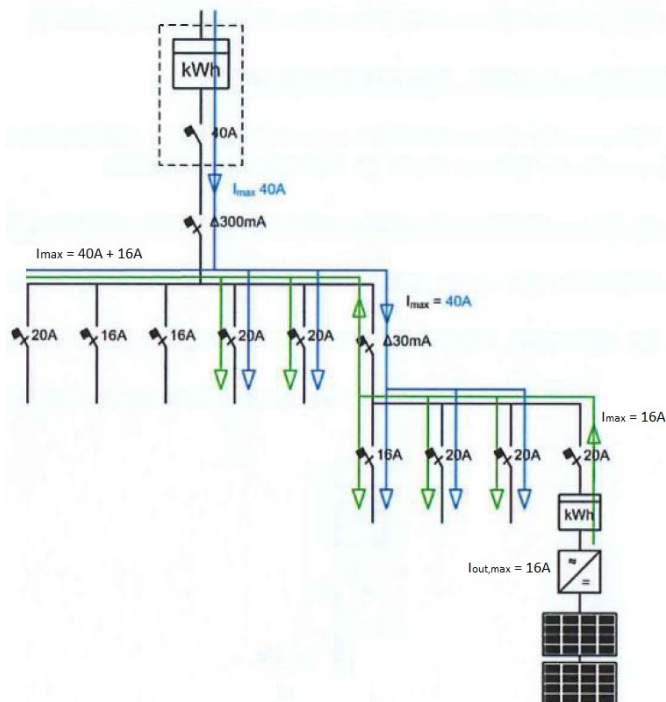 kWh
40A
Imax 40A
Δ300mA
Imax = 40A + 16A
Imax = 40A
20A
16A
16A
20A
20A
Δ30mA
Imax = 16A
16A
20A
20A
20A
kWh
Iout,max = 16A
≈
=